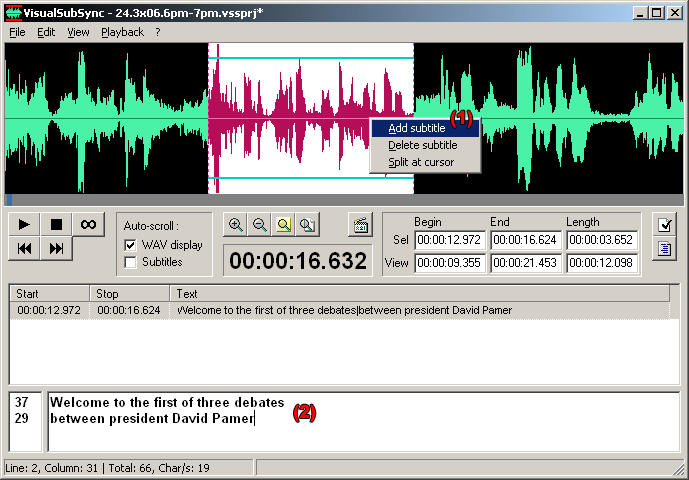 VisualSubSync - 24.3x06.6pm-7pm.vssprj*
File Edit View Playback ?
(1)
Add subtitle
Delete subtitle
Split at cursor
Auto-scroll :
WAV display
Subtitles
00:00:16.632
Begin End Length
Sel 00:00:12.972 00:00:16.624 00:00:03.652
View 00:00:09.355 00:00:21.453 00:00:12.098
Start Stop Text
00:00:12.972 00:00:16.624 Welcome to the first of three debates|between president David Pamer
37 Welcome to the first of three debates
29 between president David Pamer
(2)
Line: 2, Column: 31 | Total: 66, Char/s: 19